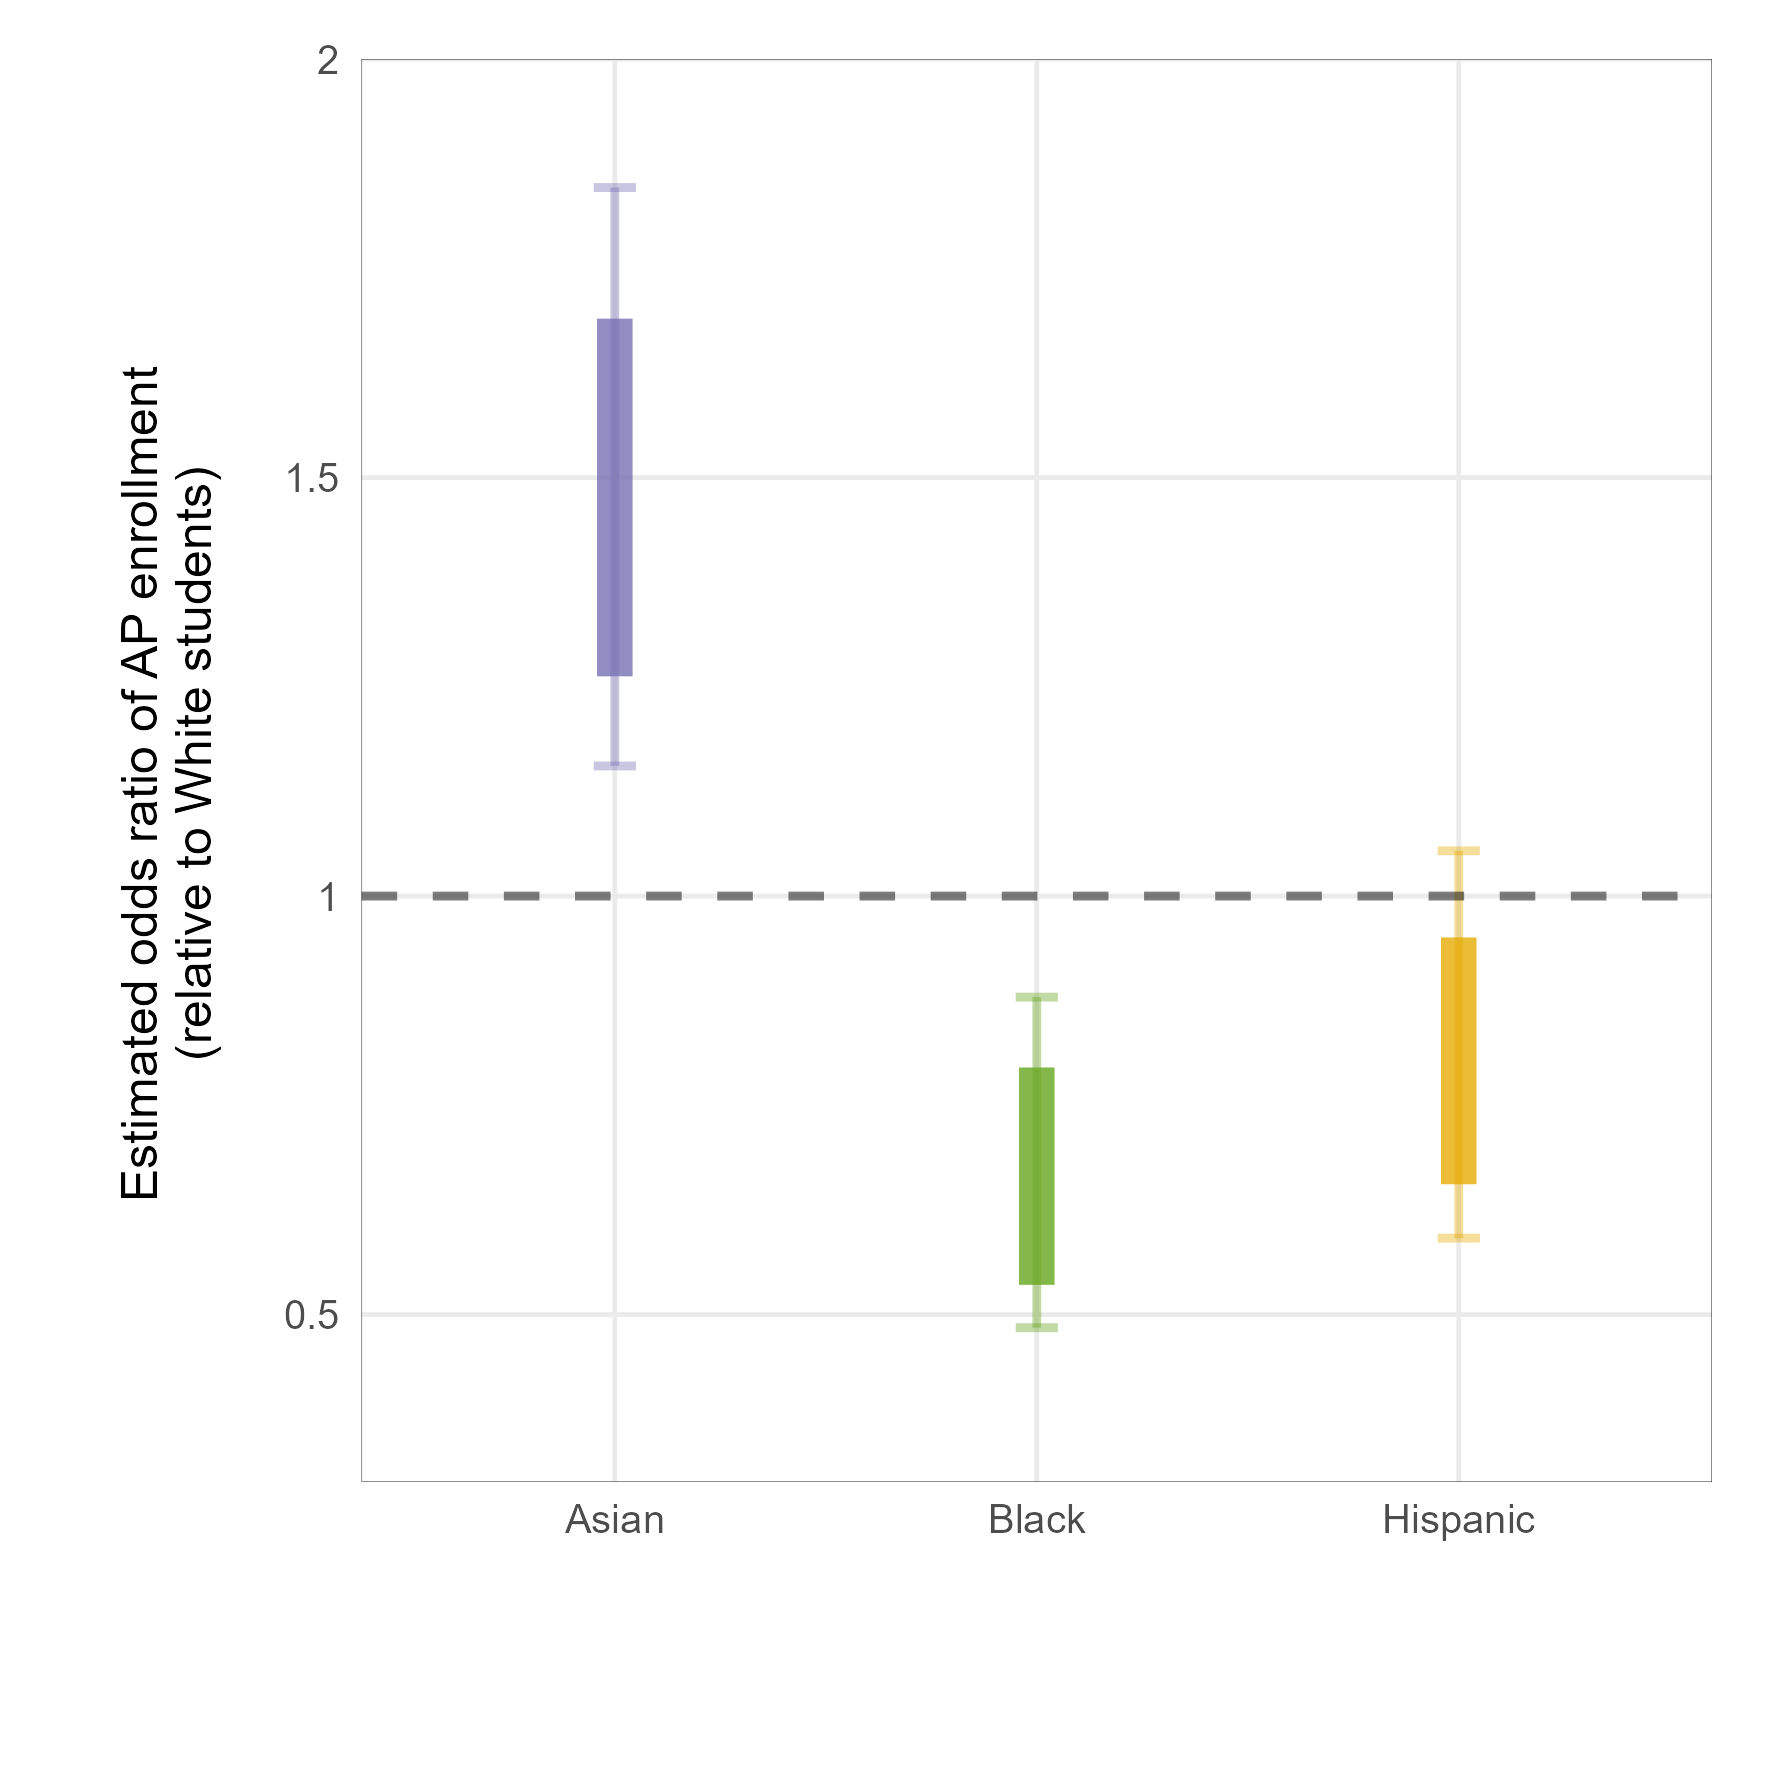 Estimated odds ratio of AP enrollment
(relative to White students)
2
1.5
1
0.5
Asian
Black
Hispanic